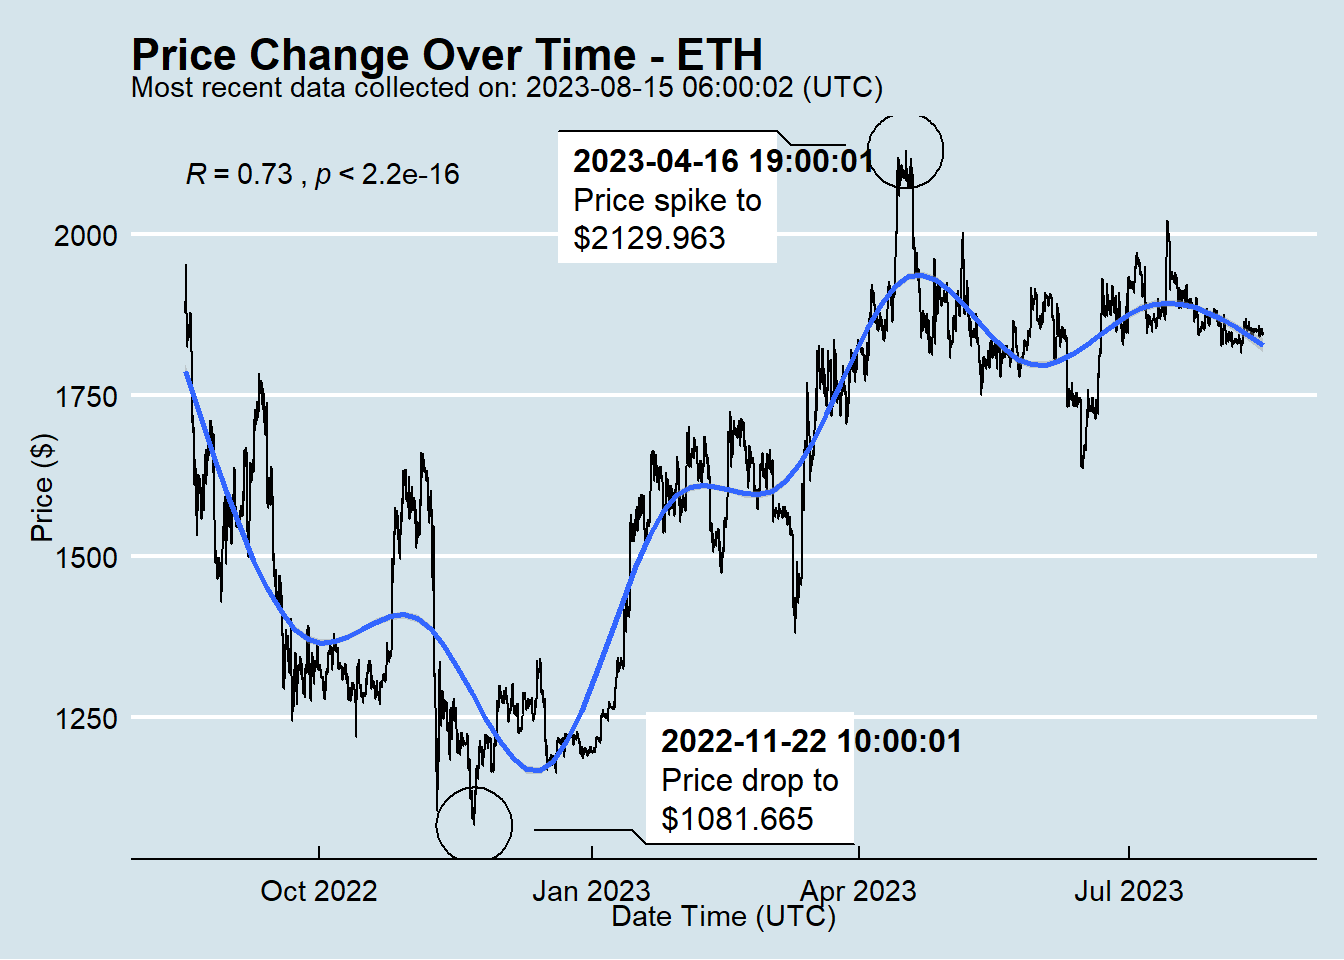 Price Change Over Time - ETH
Most recent data collected on: 2023-08-15 06:00:02 (UTC)
R = 0.73 , p < 2.2e-16
2023-04-16 19:00:01
Price spike to
$2129.963
2000
1750
1500
1250
Price ($)
2022-11-22 10:00:01
Price drop to
$1081.665
Oct 2022 Jan 2023 Apr 2023 Jul 2023
Date Time (UTC)